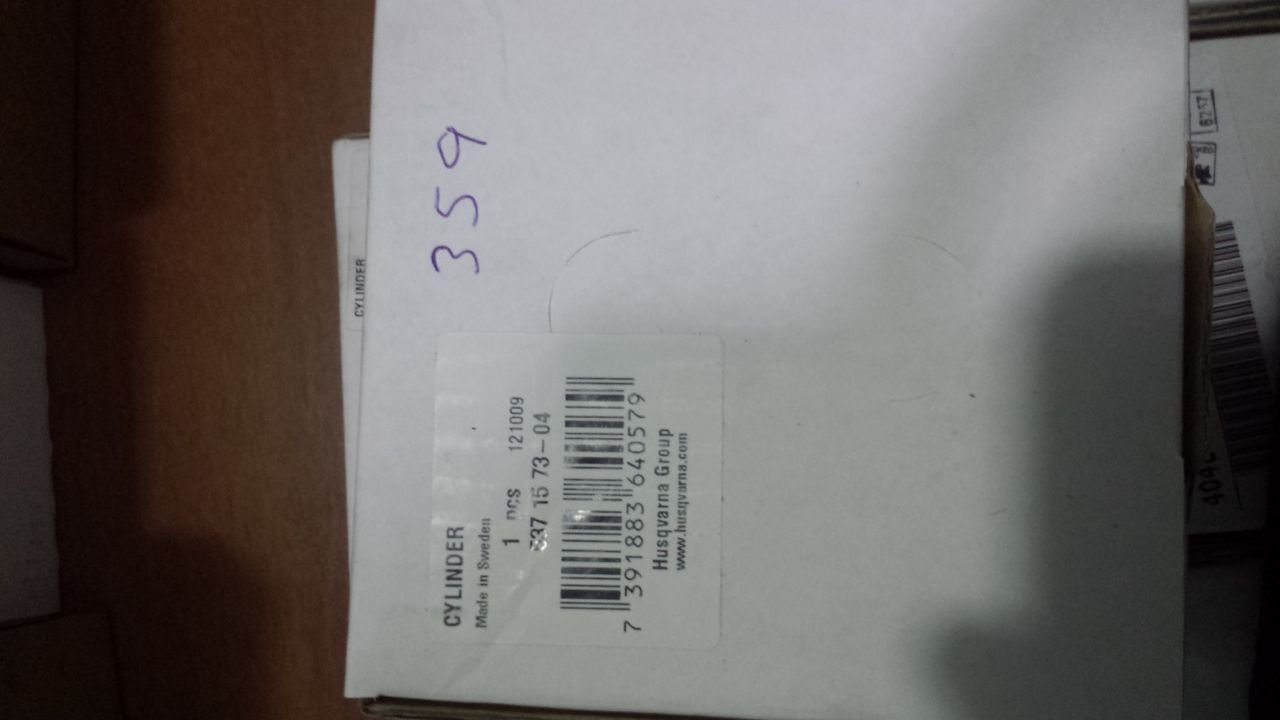 359
CYLINDER
Made in Sweden
1 pcs 121009
537 15 73-04
7 391883 640579
Husqvarna Group
www.husqvarna.com
CYLINDER